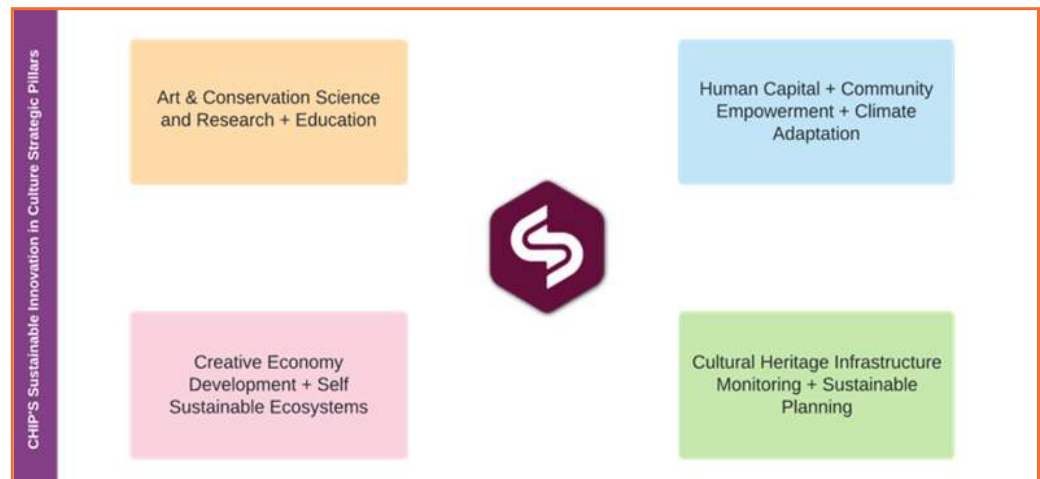 CHIP'S Sustainable Innovation in Culture Strategic Pillars
Art & Conservation Science
and Research + Education
Human Capital + Community
Empowerment + Climate
Adaptation
Creative Economy
Development + Self
Sustainable Ecosystems
Cultural Heritage Infrastructure
Monitoring + Sustainable
Planning